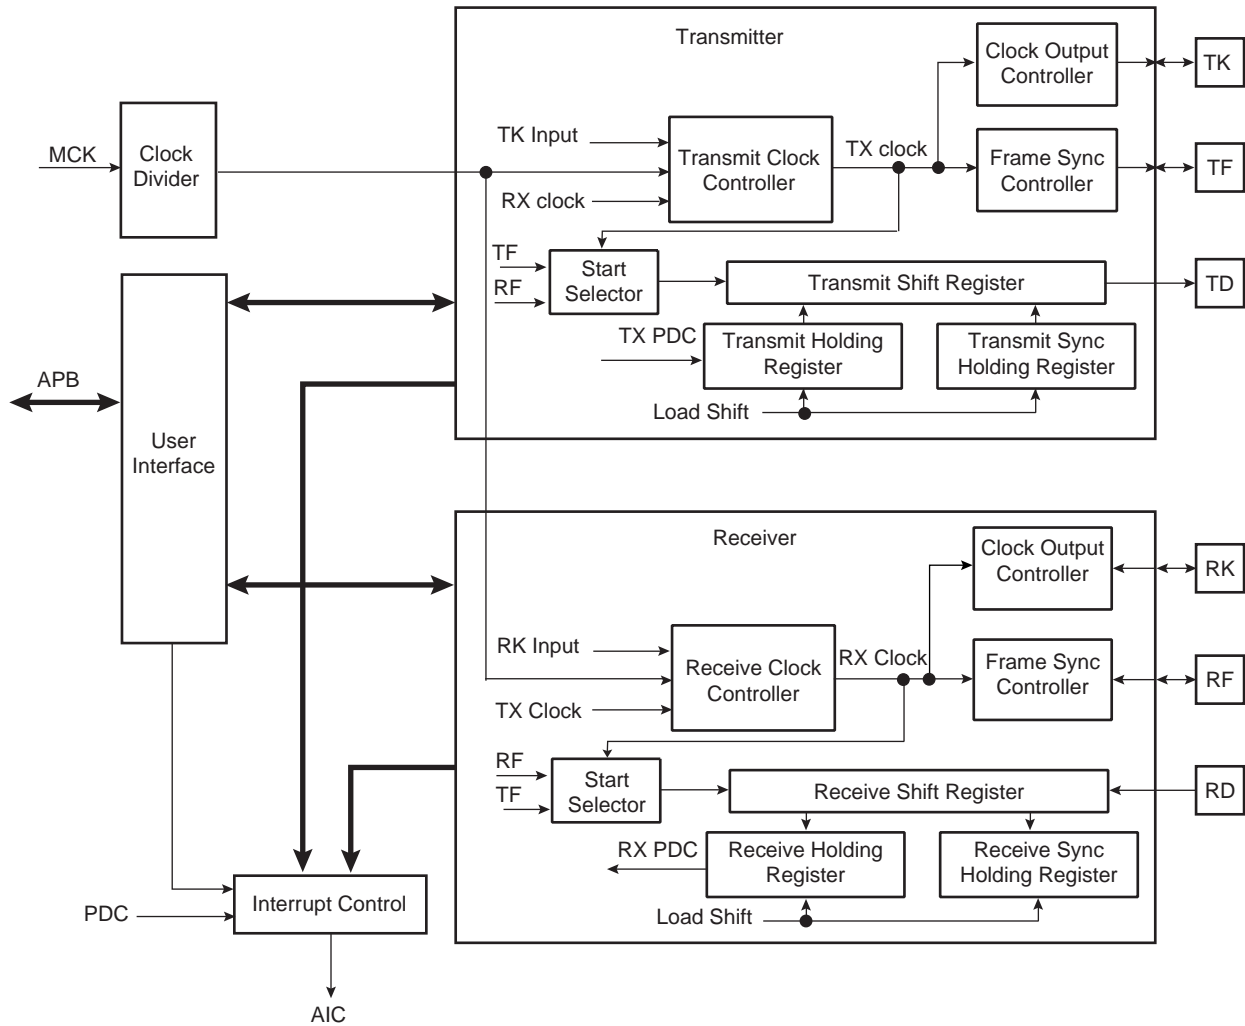 Transmitter
Clock Output
Controller
TK
MCK
Clock
Divider
TK Input
Transmit Clock
Controller
RX clock
TX clock
Frame Sync
Controller
TF
TF
RF
Start
Selector
Transmit Shift Register
TD
TX PDC
Transmit Holding
Register
Transmit Sync
Holding Register
Load Shift
APB
User
Interface
Receiver
Clock Output
Controller
RK
RK Input
Receive Clock
Controller
TX Clock
RX Clock
Frame Sync
Controller
RF
RF
TF
Start
Selector
Receive Shift Register
RD
RX PDC
Receive Holding
Register
Receive Sync
Holding Register
Load Shift
PDC
Interrupt Control
AIC